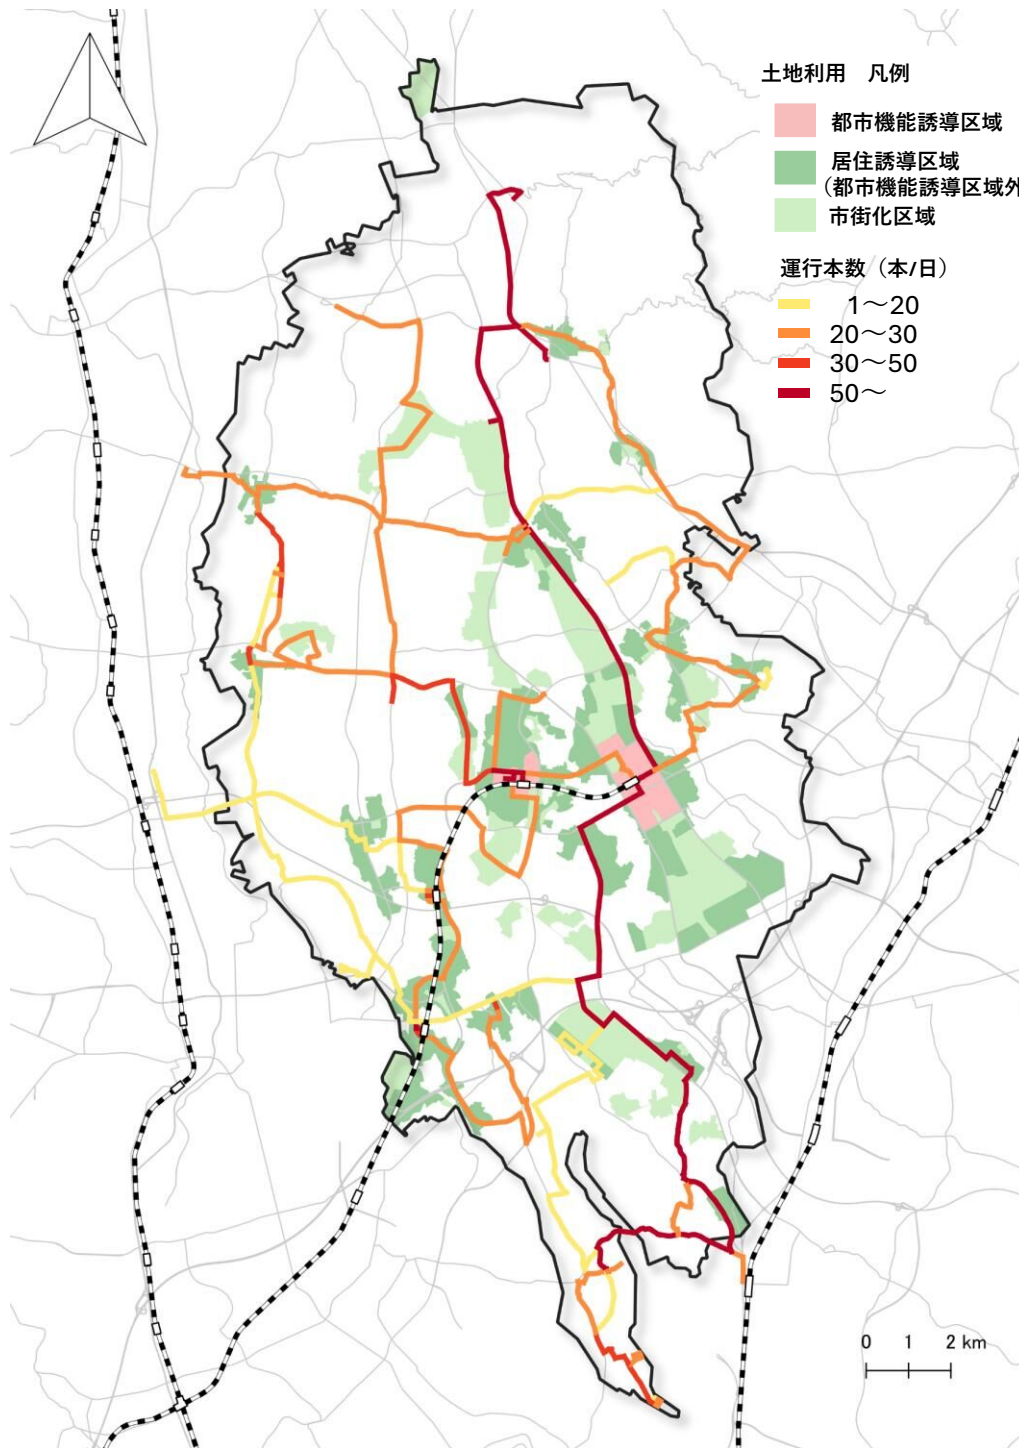 土地利用　凡例
都市機能誘導区域
居住誘導区域
（都市機能誘導区域外
市街化区域
運行本数（本/日）
1～20
20～30
30～50
50～
0 1 2 km